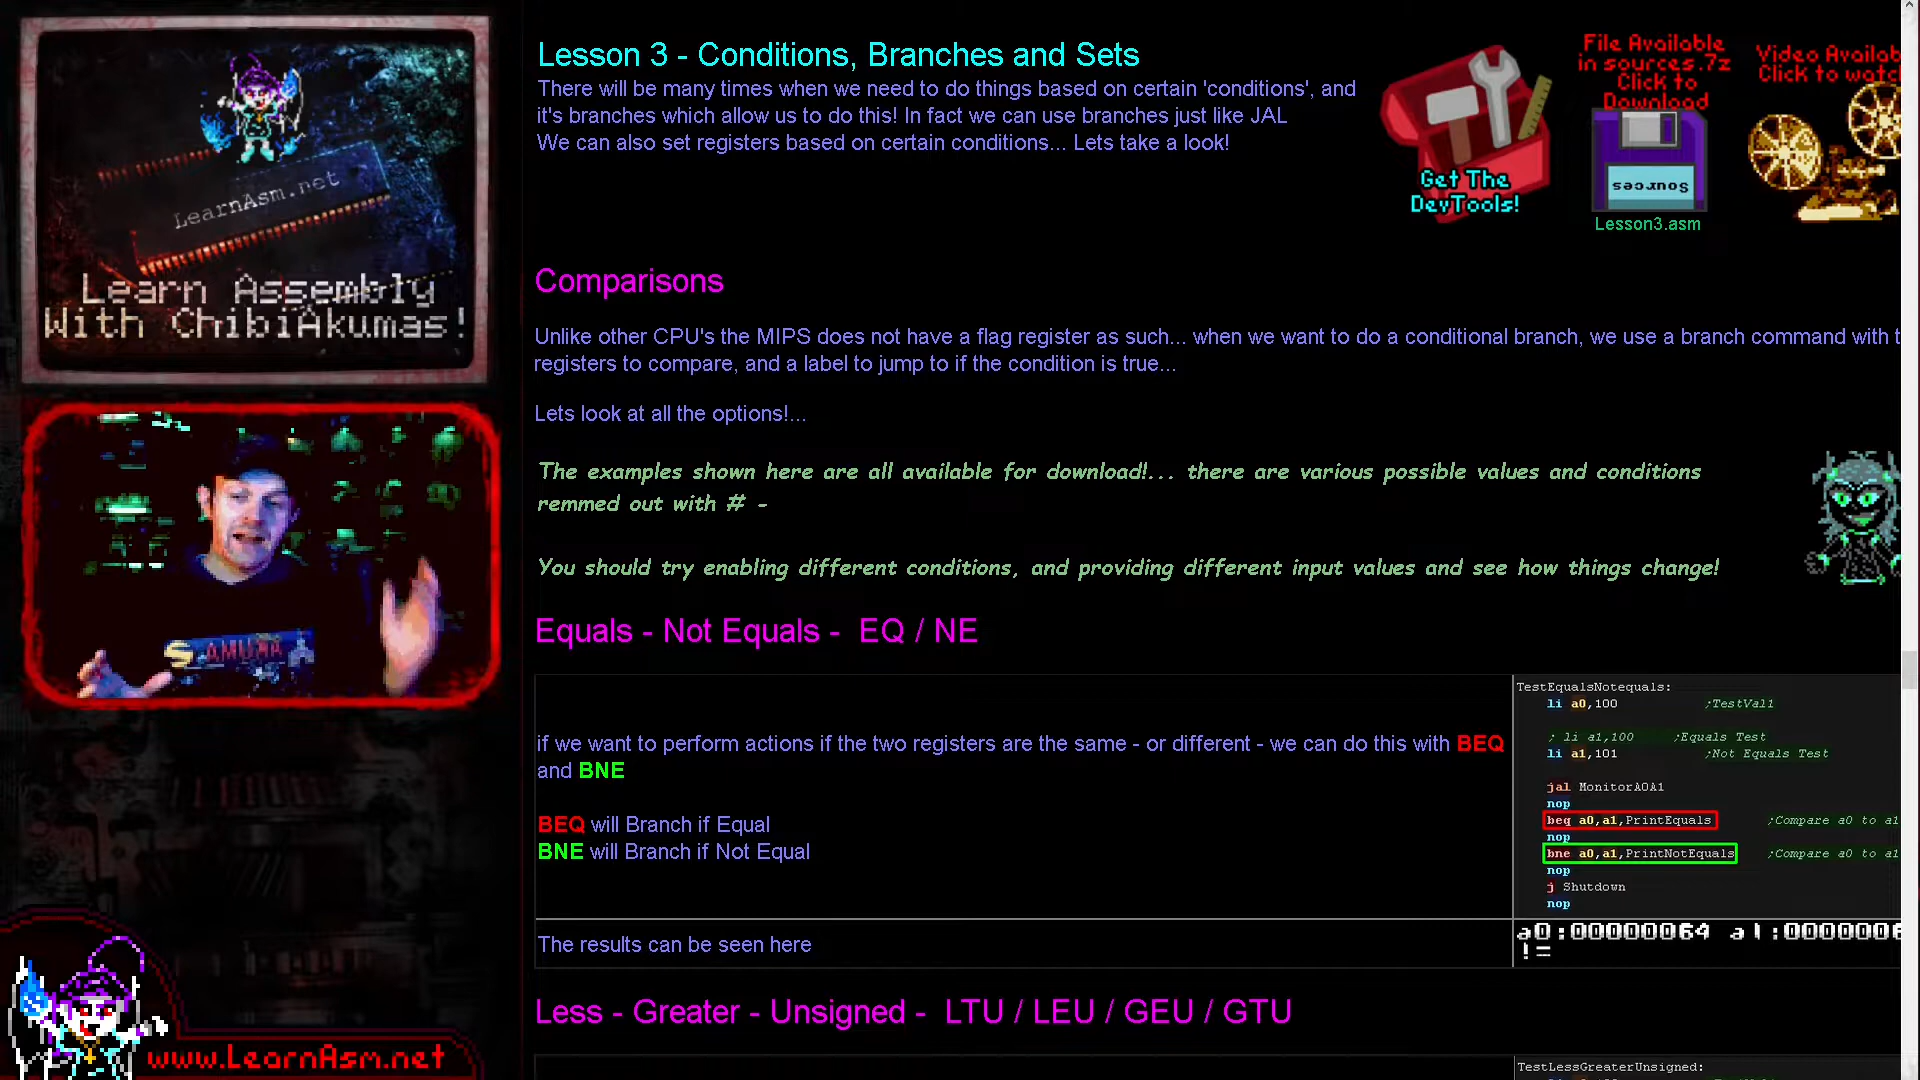 LearnAsm.net
Learn Assembly
With ChibiAkumas!
www.LearnAsm.net
Lesson 3 - Conditions, Branches and Sets
There will be many times when we need to do things based on certain 'conditions', and
it's branches which allow us to do this! In fact we can use branches just like JAL
We can also set registers based on certain conditions... Lets take a look!
Get The
DevTools!
File Available
in sources.7z
Click to
Download
Sources
Lesson3.asm
Video Availab
Click to watc
Comparisons
Unlike other CPU's the MIPS does not have a flag register as such... when we want to do a conditional branch, we use a branch command with t
registers to compare, and a label to jump to if the condition is true...
Lets look at all the options!...
The examples shown here are all available for download!... there are various possible values and conditions
remmed out with # -
You should try enabling different conditions, and providing different input values and see how things change!
Equals - Not Equals - EQ / NE
if we want to perform actions if the two registers are the same - or different - we can do this with BEQ
and BNE
BEQ will Branch if Equal
BNE will Branch if Not Equal
TestEqualsNotequals:
li a0,100 ;TestVal1
; li a1,100 ;Equals Test
li a1,101 ;Not Equals Test
jal MonitorA0A1
nop
beq a0,a1,PrintEquals ;Compare a0 to a1
nop
bne a0,a1,PrintNotEquals ;Compare a0 to a1
nop
j Shutdown
nop
The results can be seen here
a0:00000064 a1:0000006
!=
Less - Greater - Unsigned - LTU / LEU / GEU / GTU
TestLessGreaterUnsigned: